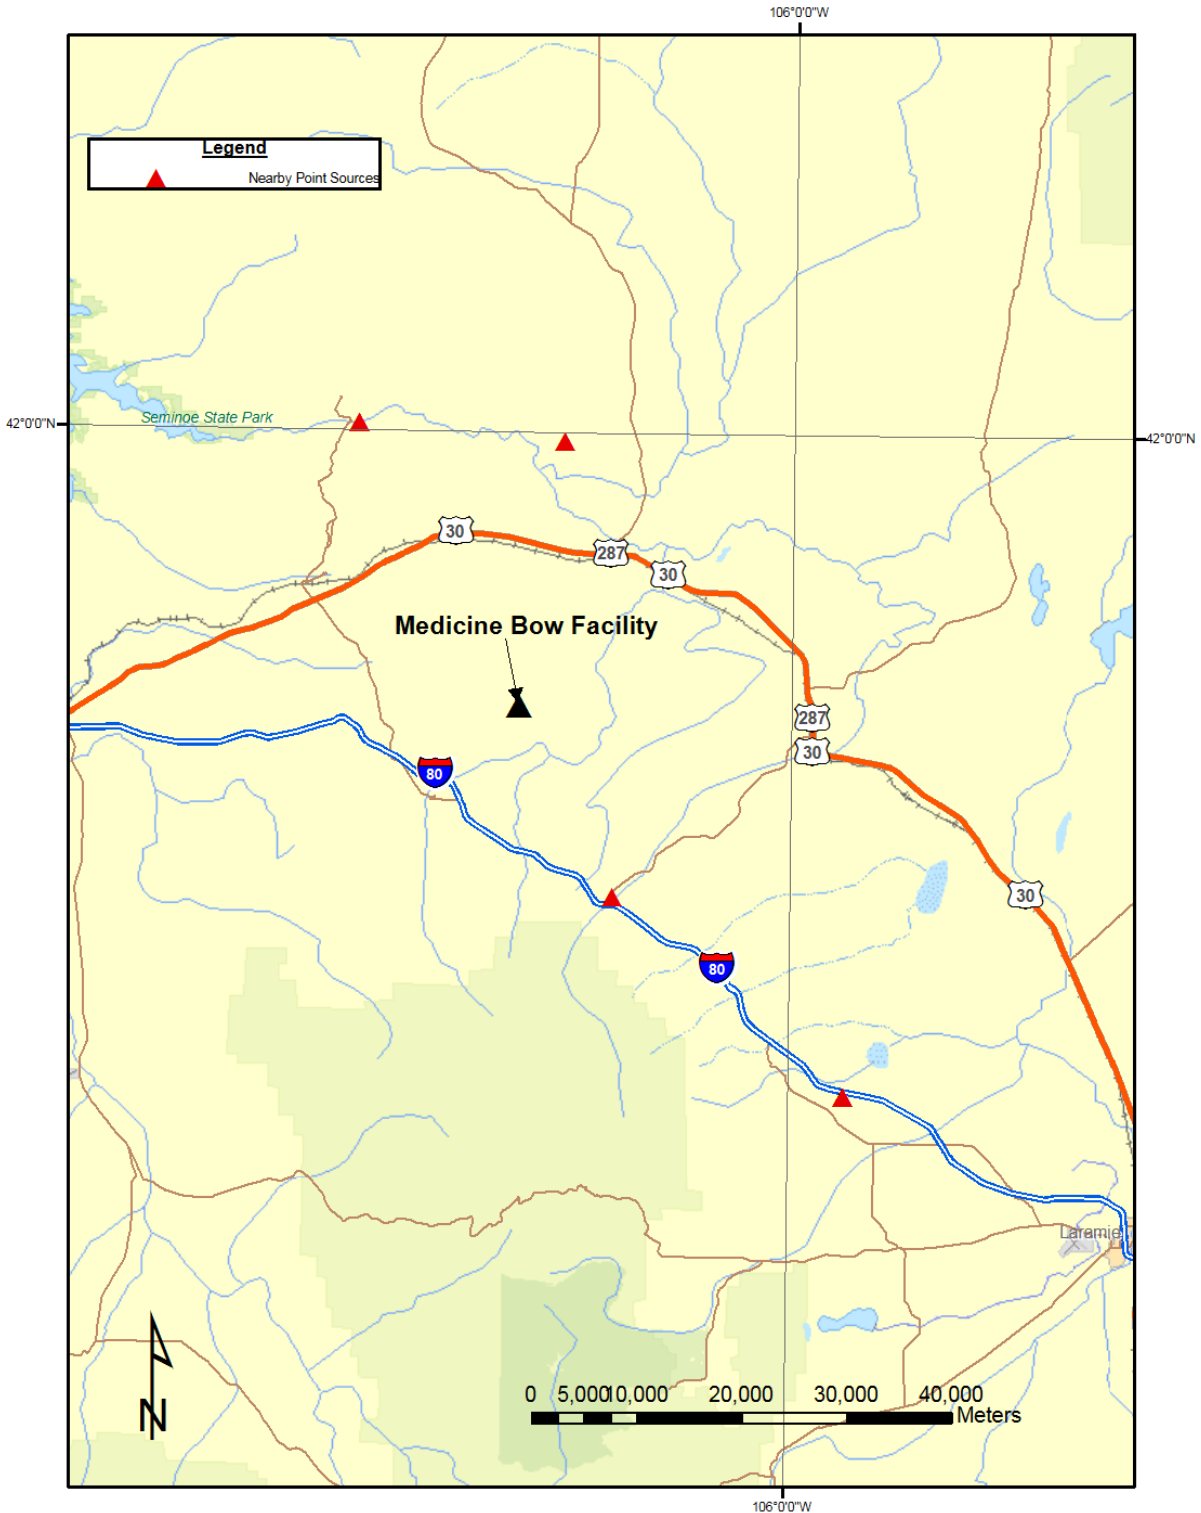 106°0'0"W
Legend
Nearby Point Sources
Seminoe State Park
42°0'0"N
42°0'0"N
30
287
30
Medicine Bow Facility
287
30
80
30
80
Laramie
0 5,000 10,000 20,000 30,000 40,000
Meters
N
106°0'0"W